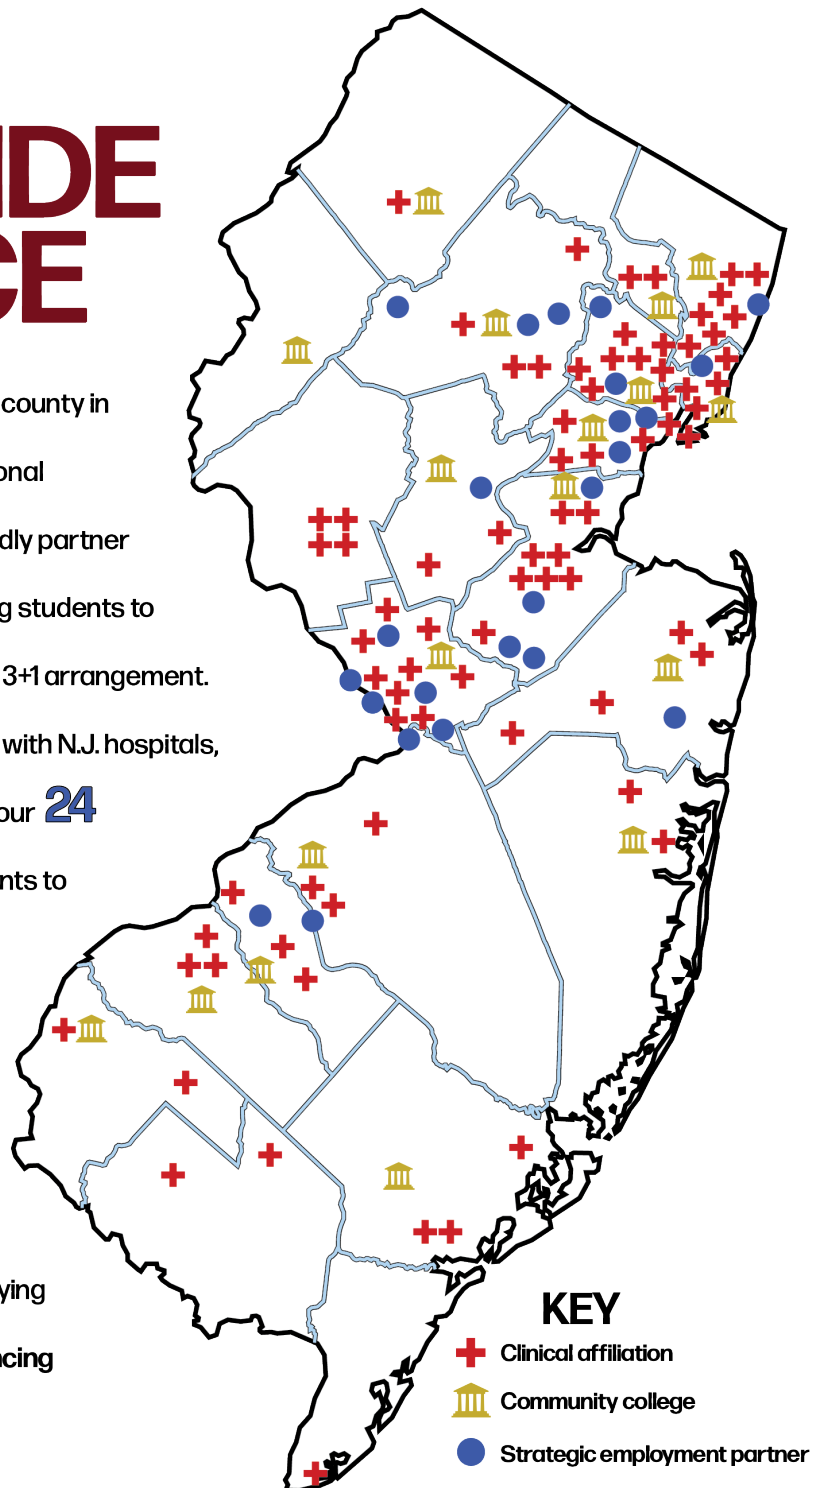 IDE
CE
county in
onal
dly partner
g students to
3+1 arrangement.
with N.J. hospitals,
our 24
nts to
ying
ncing
KEY
Clinical affiliation
Community college
Strategic employment partner